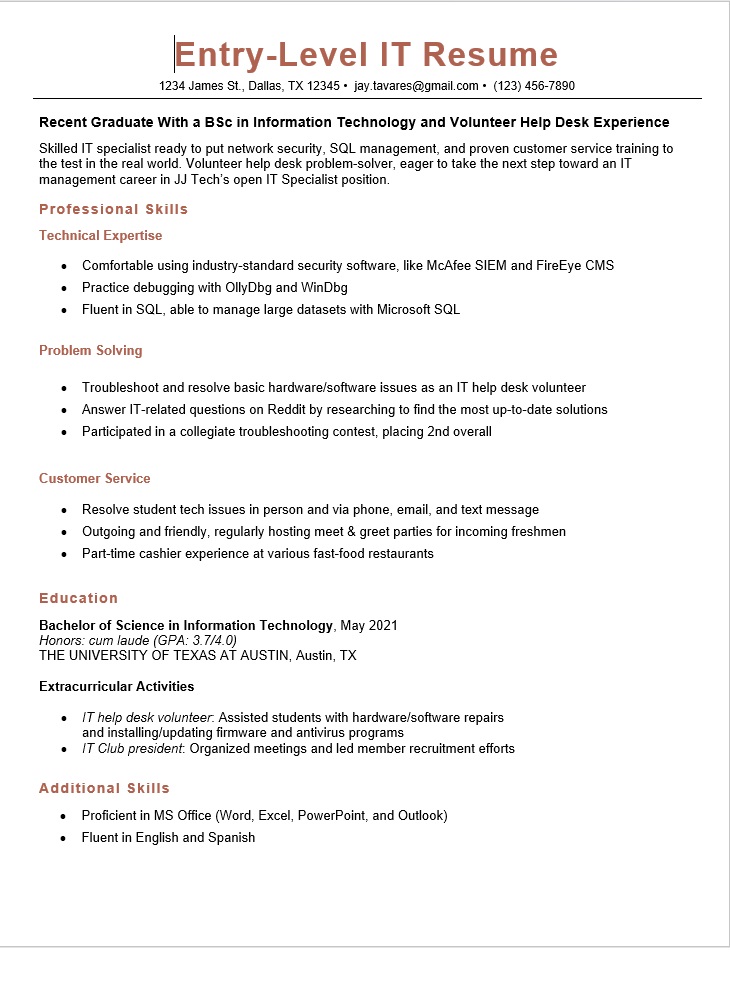 Entry-Level IT Resume
1234 James St., Dallas, TX 12345 • jay.tavares@gmail.com • (123) 456-7890
Recent Graduate With a BSc in Information Technology and Volunteer Help Desk Experience
Skilled IT specialist ready to put network security, SQL management, and proven customer service training to
the test in the real world. Volunteer help desk problem-solver, eager to take the next step toward an IT
management career in JJ Tech's open IT Specialist position.
Professional Skills
Technical Expertise
• Comfortable using industry-standard security software, like McAfee SIEM and FireEye CMS
• Practice debugging with OllyDbg and WinDbg
• Fluent in SQL, able to manage large datasets with Microsoft SQL
Problem Solving
• Troubleshoot and resolve basic hardware/software issues as an IT help desk volunteer
• Answer IT-related questions on Reddit by researching to find the most up-to-date solutions
• Participated in a collegiate troubleshooting contest, placing 2nd overall
Customer Service
• Resolve student tech issues in person and via phone, email, and text message
• Outgoing and friendly, regularly hosting meet & greet parties for incoming freshmen
• Part-time cashier experience at various fast-food restaurants
Education
Bachelor of Science in Information Technology, May 2021
Honors: cum laude (GPA: 3.7/4.0)
THE UNIVERSITY OF TEXAS AT AUSTIN, Austin, TX
Extracurricular Activities
• IT help desk volunteer: Assisted students with hardware/software repairs
and installing/updating firmware and antivirus programs
• IT Club president: Organized meetings and led member recruitment efforts
Additional Skills
• Proficient in MS Office (Word, Excel, PowerPoint, and Outlook)
• Fluent in English and Spanish